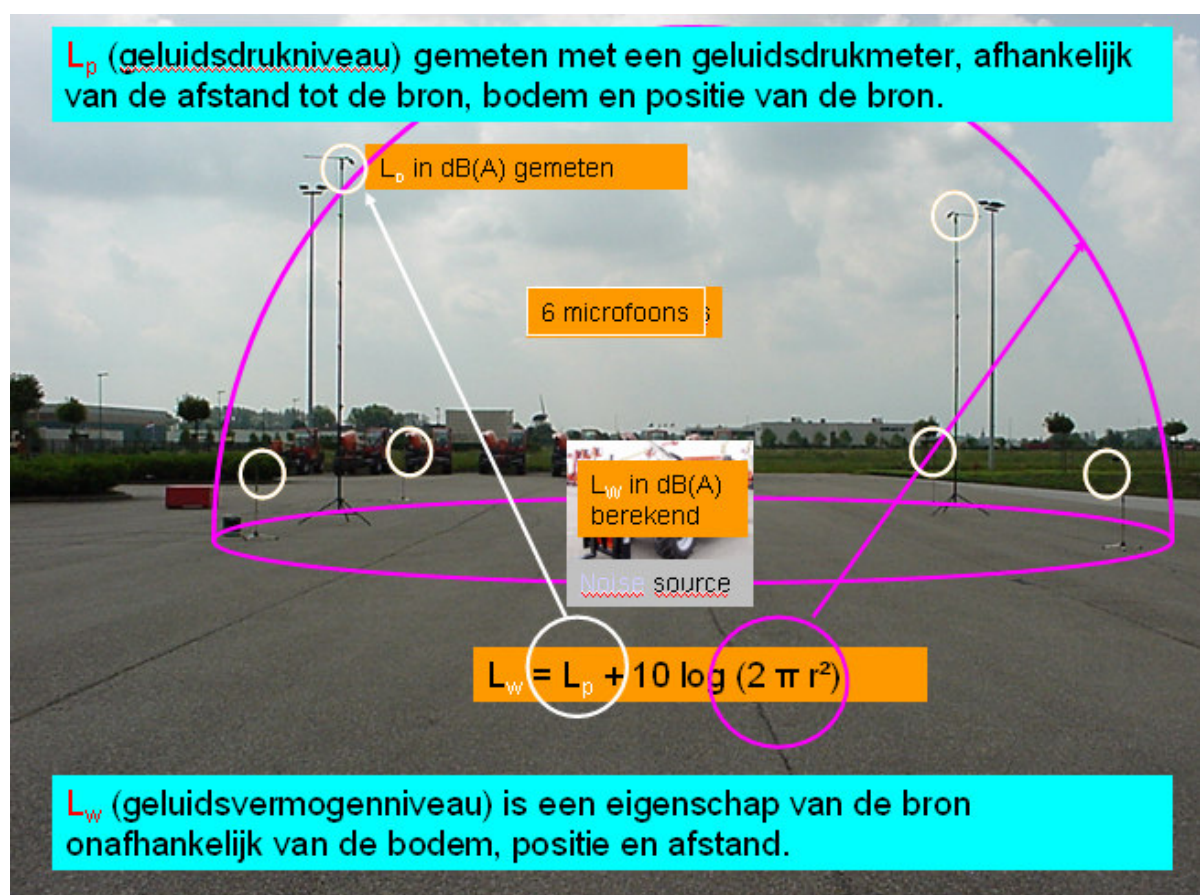 Lp (geluidsdrukniveau) gemeten met een geluidsdrukmeter, afhankelijk
van de afstand tot de bron, bodem en positie van de bron.
Lp in dB(A) gemeten
6 microfoons s
LW in dB(A)
berekend
Noise source
Lw = Lp + 10 log (2 π r²)
Lw (geluidsvermogenniveau) is een eigenschap van de bron
onafhankelijk van de bodem, positie en afstand.